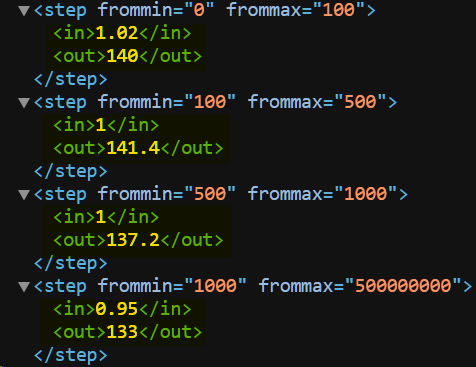 ▼<step frommin="0" frommax="100">
<in>1.02</in>
<out>140</out>
</step>
▼<step frommin="100" frommax="500">
<in>1</in>
<out>141.4</out>
</step>
▼<step frommin="500" frommax="1000">
<in>1</in>
<out>137.2</out>
</step>
▼<step frommin="1000" frommax="500000000">
<in>0.95</in>
<out>133</out>
</step>